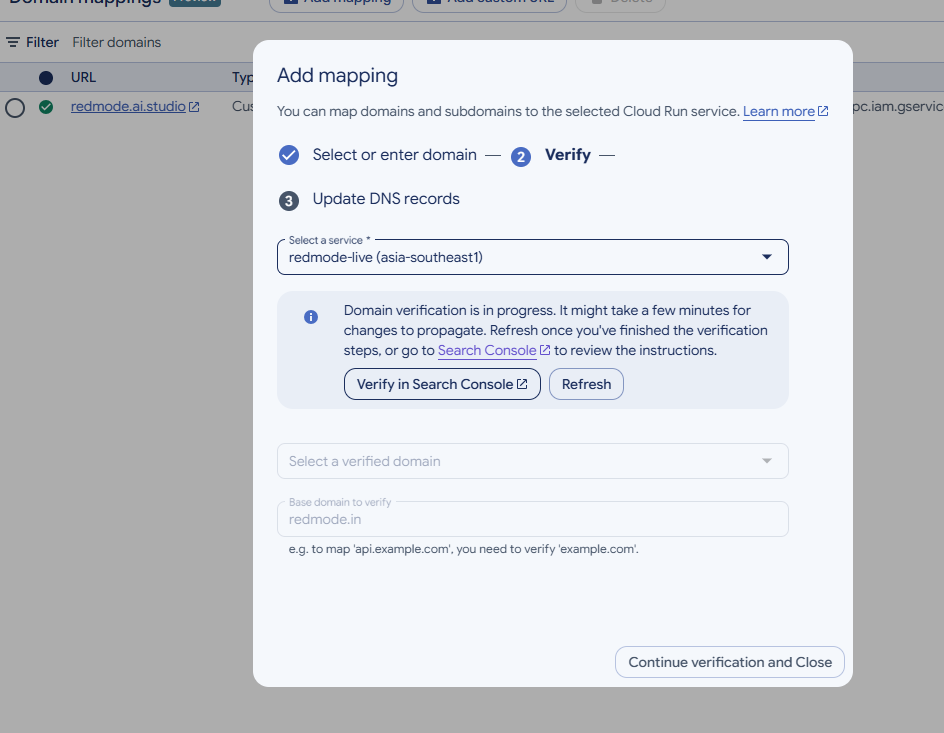 Domain mappings
Add mapping
Add custom URL
Delete
Filter Filter domains
URL
redmode.ai.studio
Add mapping
You can map domains and subdomains to the selected Cloud Run service. Learn more
Select or enter domain — 2 Verify —
3 Update DNS records
Select a service *
redmode-live (asia-southeast1)
Domain verification is in progress. It might take a few minutes for
changes to propagate. Refresh once you've finished the verification
steps, or go to Search Console to review the instructions.
Verify in Search Console Refresh
Select a verified domain
Base domain to verify
redmode.in
e.g. to map 'api.example.com', you need to verify 'example.com'.
Continue verification and Close